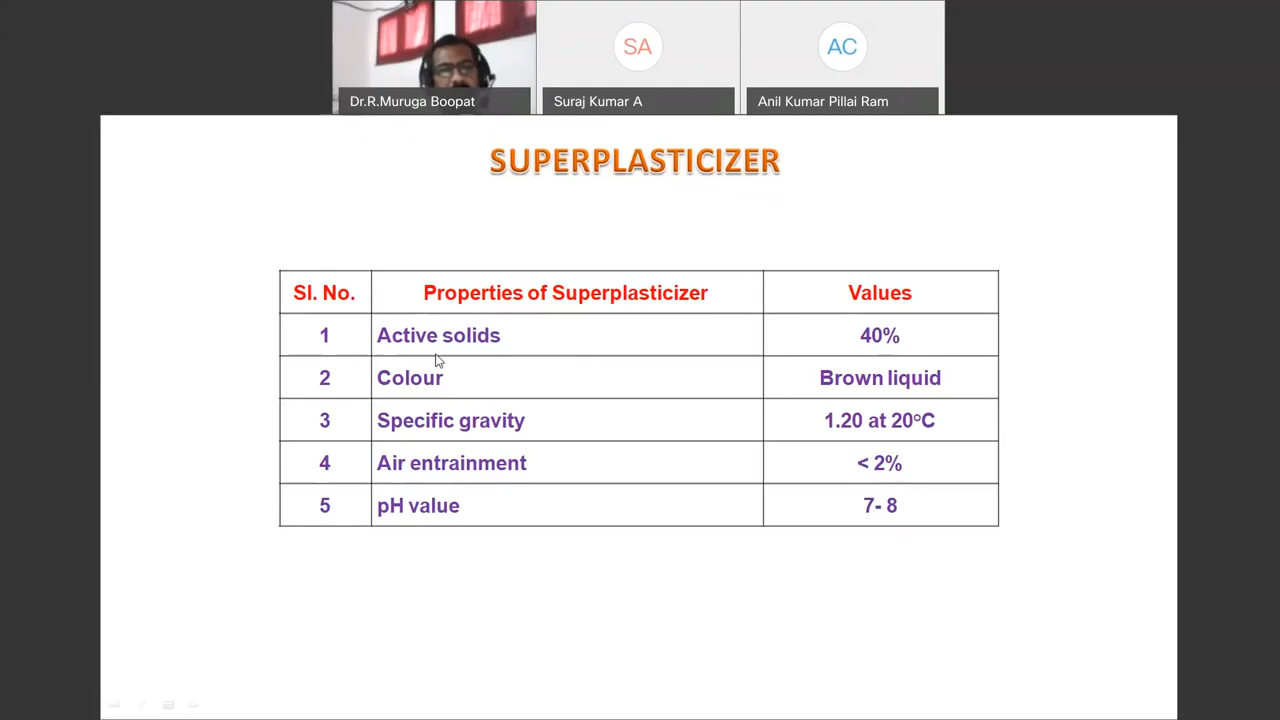 Dr.R.Muruga Boopat
SA
Suraj Kumar A
AC
Anil Kumar Pillai Ram
SUPERPLASTICIZER
Sl. No. Properties of Superplasticizer Values
1 Active solids 40%
2 Colour Brown liquid
3 Specific gravity 1.20 at 20°C
4 Air entrainment < 2%
5 pH value 7- 8